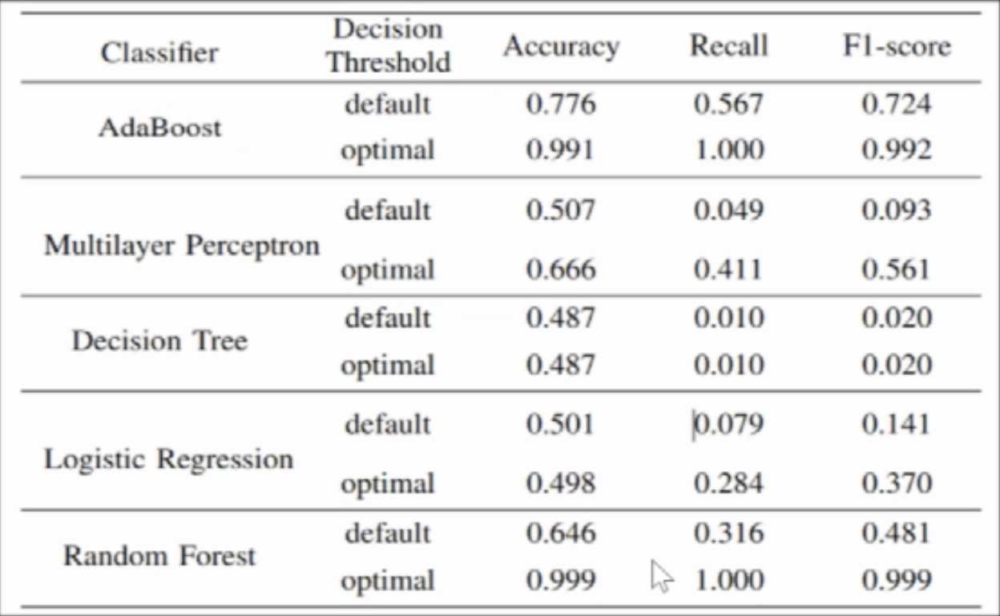 Classifier Decision Threshold Accuracy Recall F1-score
AdaBoost default 0.776 0.567 0.724
optimal 0.991 1.000 0.992
Multilayer Perceptron default 0.507 0.049 0.093
optimal 0.666 0.411 0.561
Decision Tree default 0.487 0.010 0.020
optimal 0.487 0.010 0.020
Logistic Regression default 0.501 0.079 0.141
optimal 0.498 0.284 0.370
Random Forest default 0.646 0.316 0.481
optimal 0.999 1.000 0.999